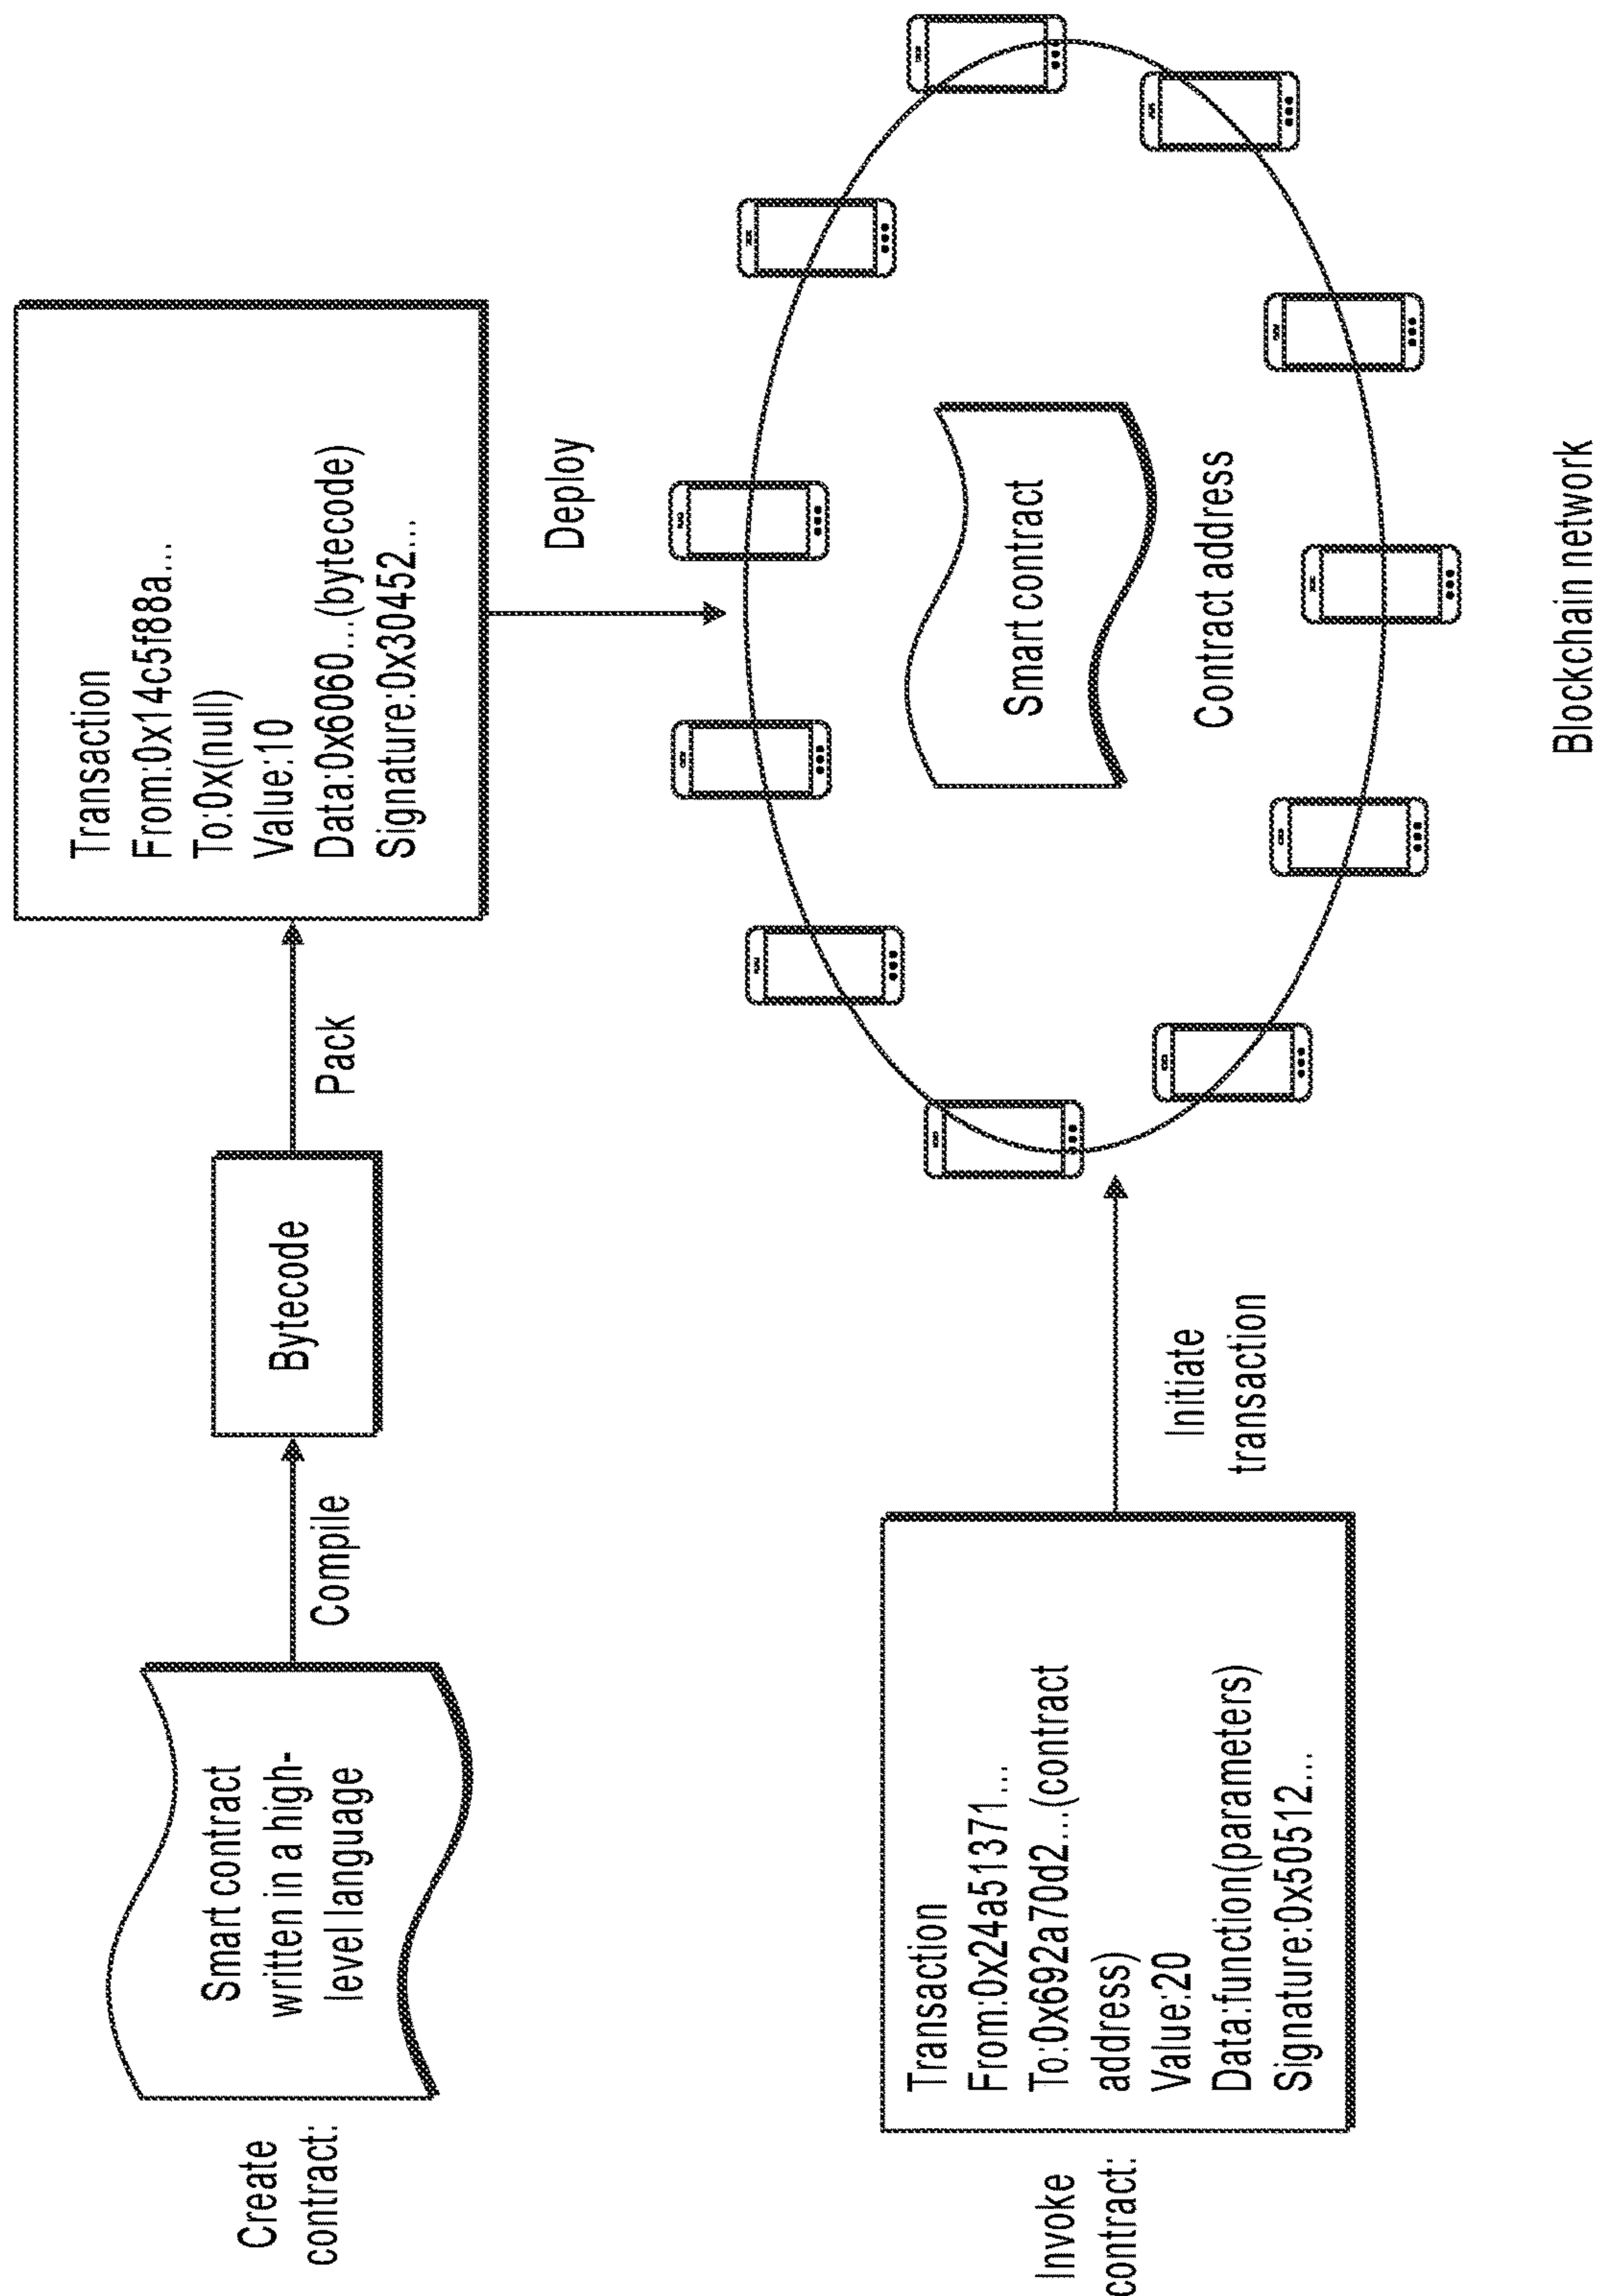 Create
contract:
Smart contract
written in a high-
level language
Compile
Bytecode
Pack
Transaction
From:0x14c5f88a...
To:0x(null)
Value:10
Data:0x6060...(bytecode)
Signature:0x30452...
Deploy
Invoke
contract:
Transaction
From:0x24a51371...
To:0x692a70d2...(contract
address)
Value:20
Data:function(parameters)
Signature:0x50512...
Initiate
transaction
Smart contract
Contract address
Blockchain network